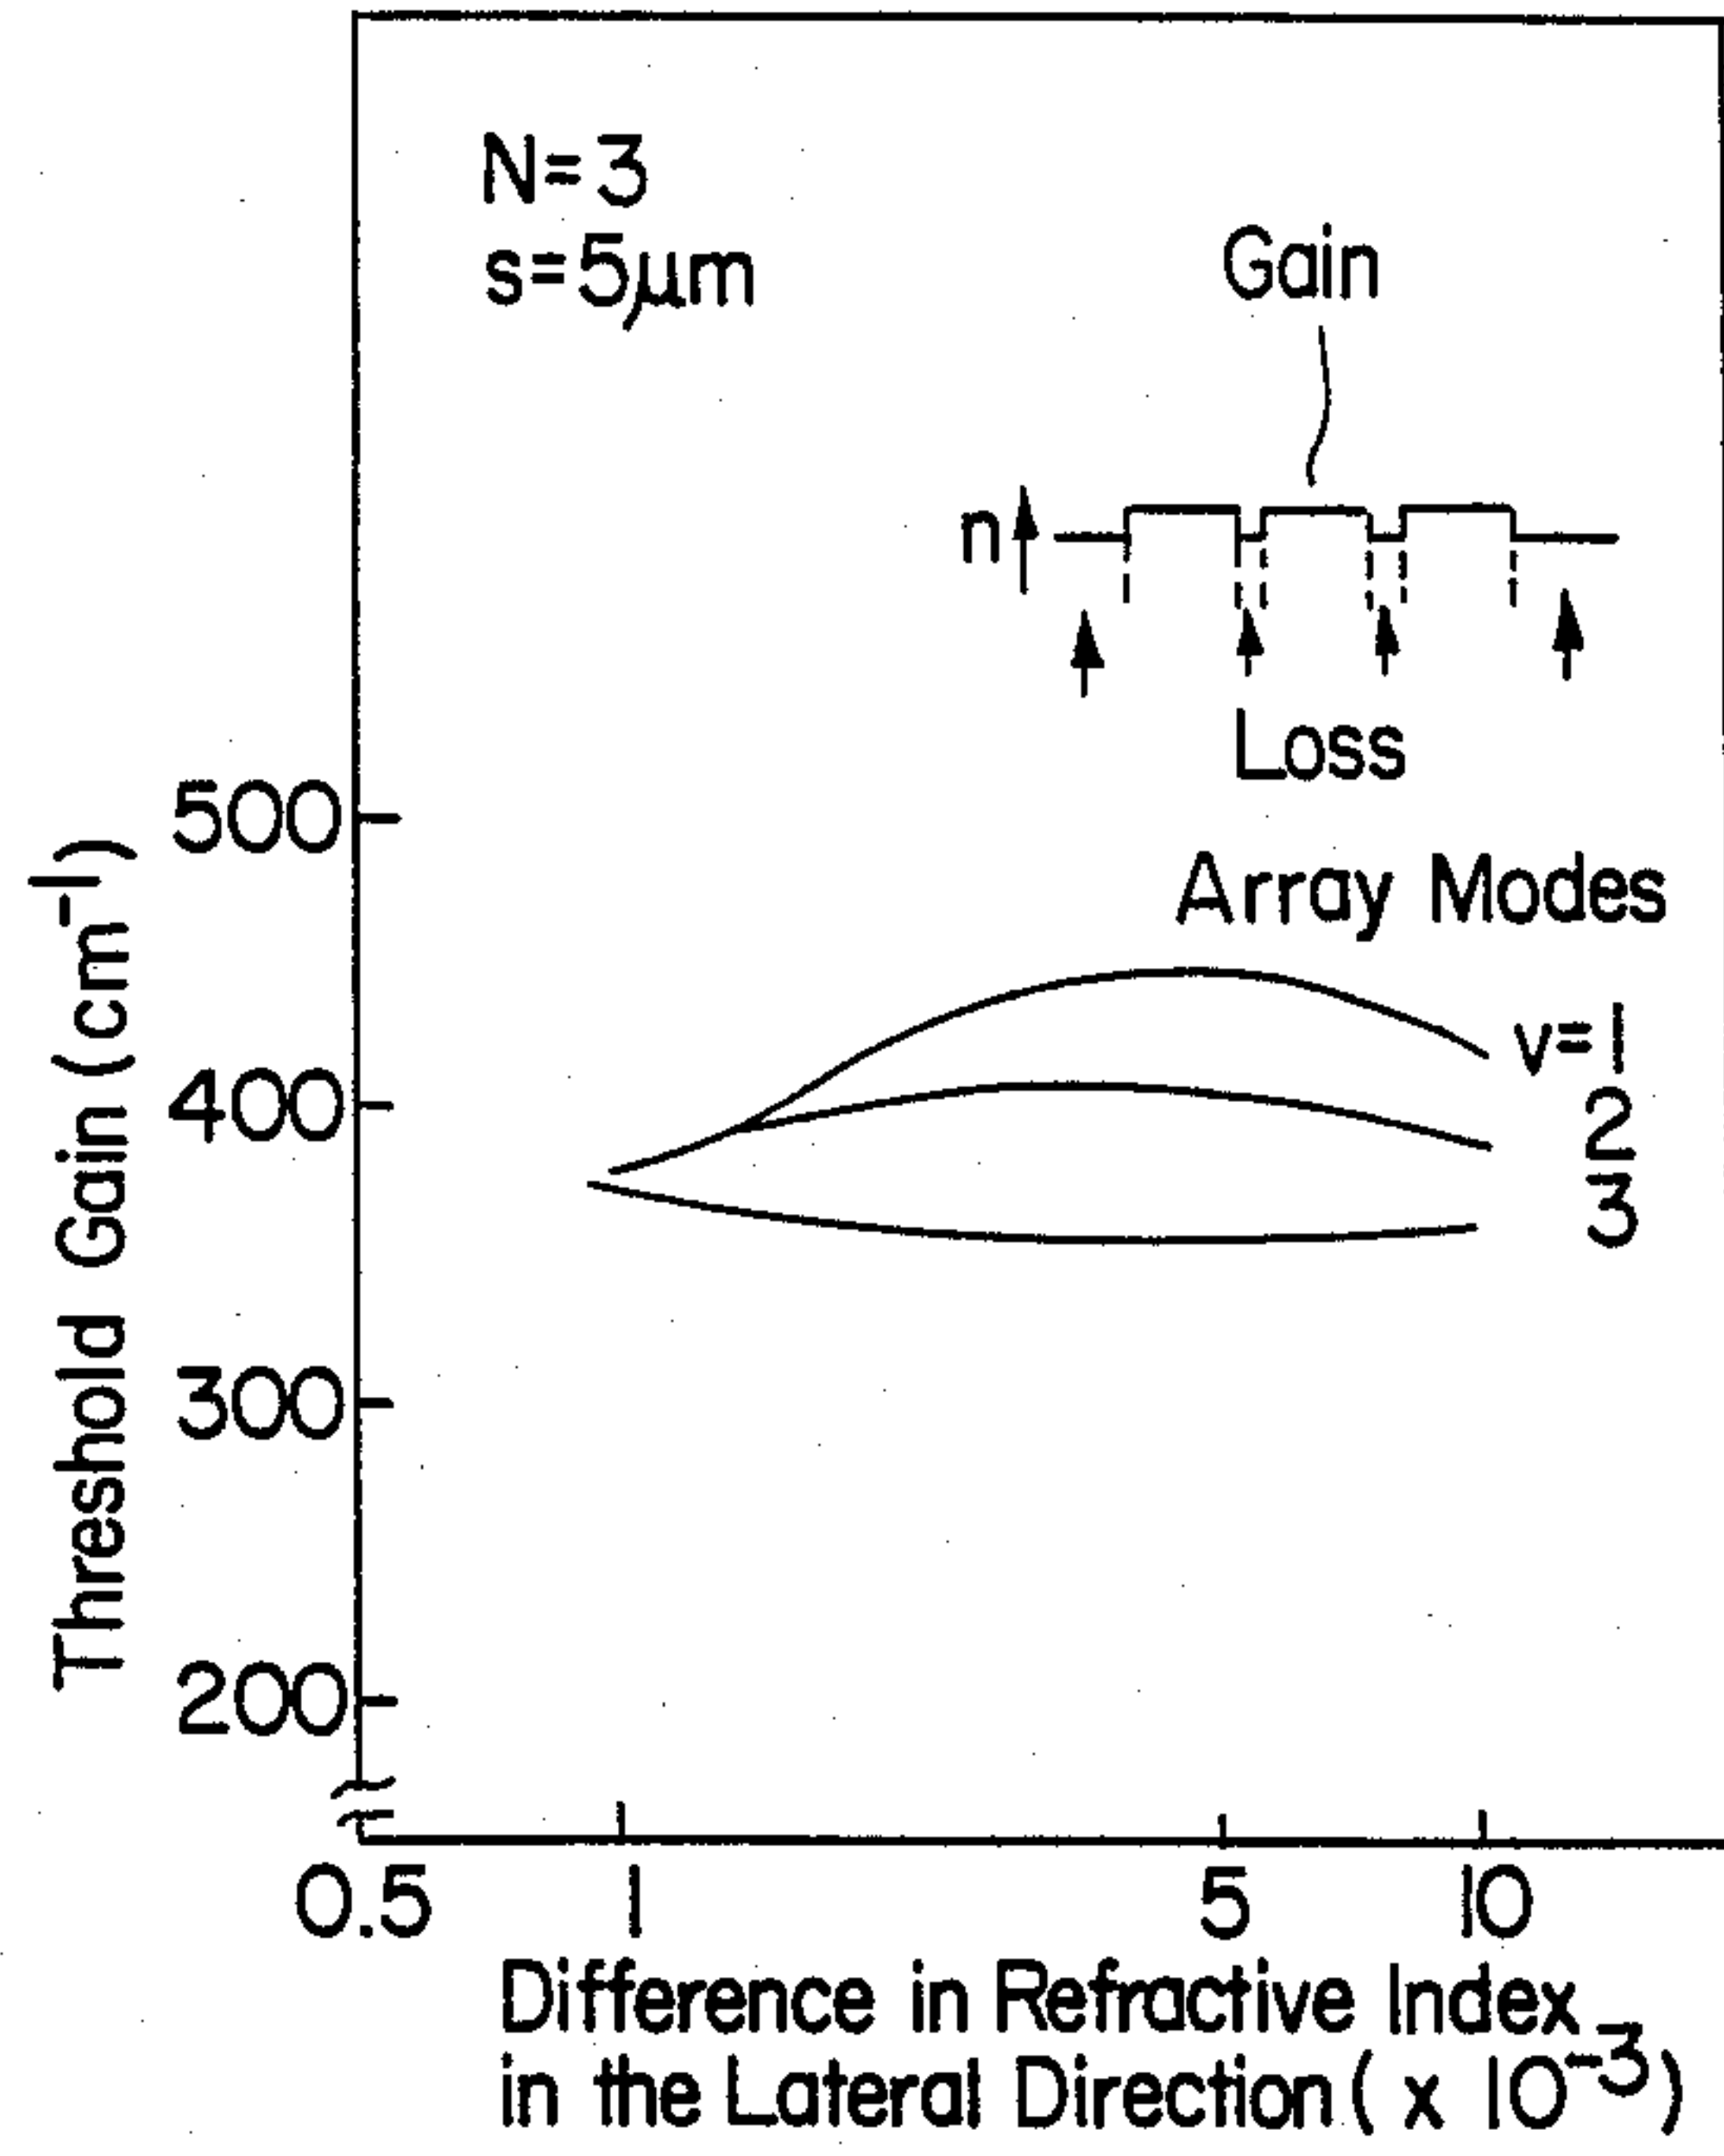 N=3
s=5μm
Gain
n
Loss
Array Modes
500
400
300
200
Threshold Gain (cm⁻¹)
v=1
2
3
0.5 1 5 10
Difference in Refractive Index
in the Lateral Direction ( x 10⁻³)